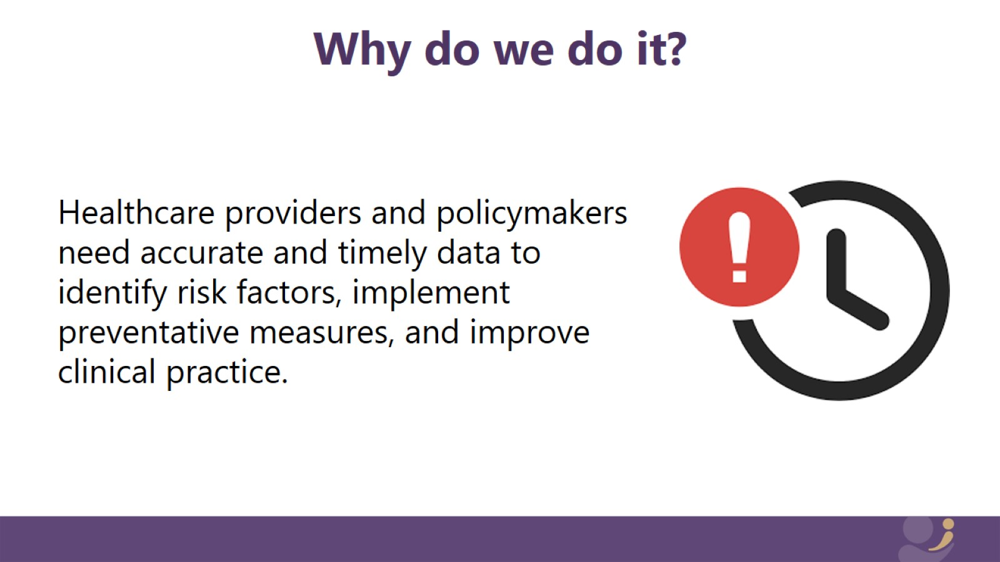 Why do we do it?
Healthcare providers and policymakers
need accurate and timely data to
identify risk factors, implement
preventative measures, and improve
clinical practice.